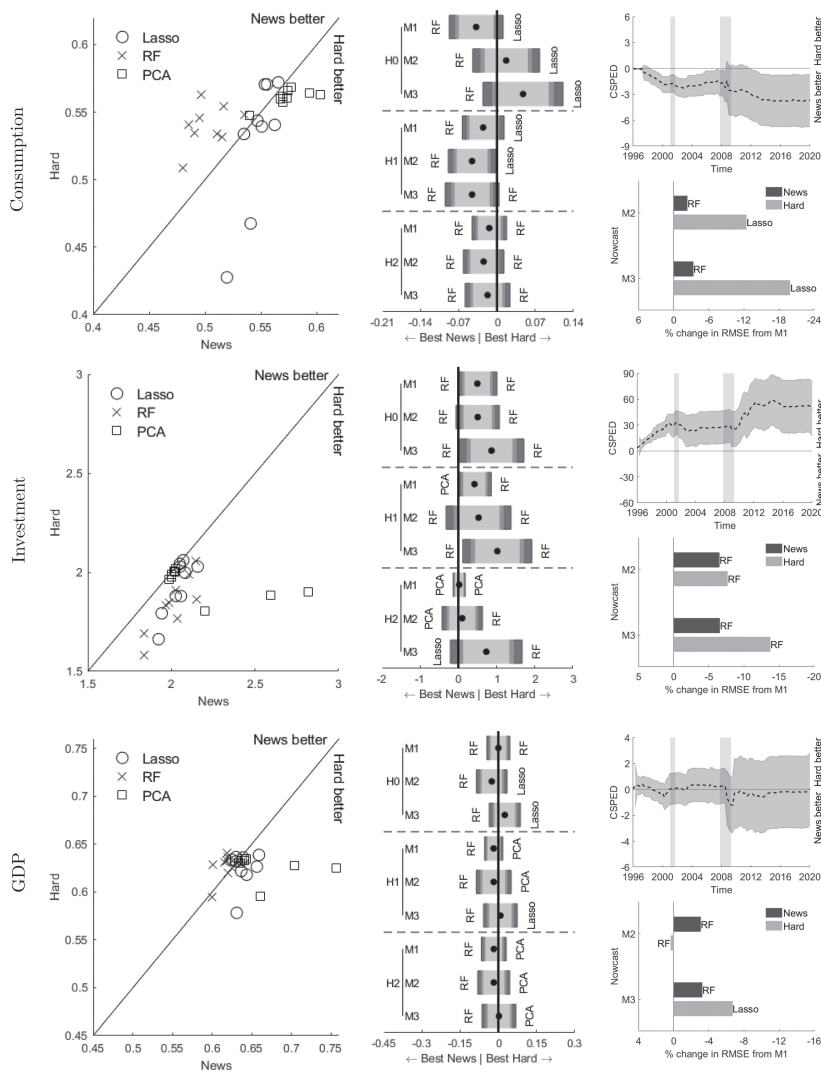 Consumption
News better
Hard better
Lasso
RF
PCA
Hard
0.6
0.55
0.5
0.45
0.4
0.4 0.45 0.5 0.55 0.6
News
H0 M1 RF Lasso
M2 RF Lasso
M3 RF Lasso
H1 M1 RF Lasso
M2 RF Lasso
M3 RF RF
H2 M1 RF RF
M2 RF RF
M3 RF RF
-0.21 -0.14 -0.07 0 0.07 0.14
← Best News | Best Hard →
CSPED
6
3
0
-3
-6
-9
1996 2000 2004 2008 2012 2016 2020
Time
News better Hard better
News
Hard
Nowcast
M2 RF
Lasso
M3 RF
Lasso
6 0 -6 -12 -18 -24
% change in RMSE from M1
Investment
News better
Hard better
Lasso
RF
PCA
Hard
3
2.5
2
1.5
1.5 2 2.5 3
News
H0 M1 RF RF
M2 RF RF
M3 RF RF
H1 M1 PCA RF
M2 RF RF
M3 RF RF
H2 M1 PCA PCA
M2 PCA RF
M3 Lasso RF
-2 -1 0 1 2 3
← Best News | Best Hard →
CSPED
90
60
30
0
-30
-60
1996 2000 2004 2008 2012 2016 2020
Time
News better Hard better
News
Hard
Nowcast
M2 RF
RF
M3 RF
RF
5 0 -5 -10 -15 -20
% change in RMSE from M1
GDP
News better
Hard better
Lasso
RF
PCA
Hard
0.75
0.7
0.65
0.6
0.55
0.5
0.45
0.45 0.5 0.55 0.6 0.65 0.7 0.75
News
H0 M1 RF RF
M2 RF Lasso
M3 RF Lasso
H1 M1 RF PCA
M2 RF PCA
M3 RF Lasso
H2 M1 RF PCA
M2 RF PCA
M3 RF PCA
-0.45 -0.3 -0.15 0 0.15 0.3
← Best News | Best Hard →
CSPED
4
2
0
-2
-4
-6
1996 2000 2004 2008 2012 2016 2020
Time
News better Hard better
News
Hard
Nowcast
M2 RF
RF
M3 RF
Lasso
4 0 -4 -8 -12 -16
% change in RMSE from M1